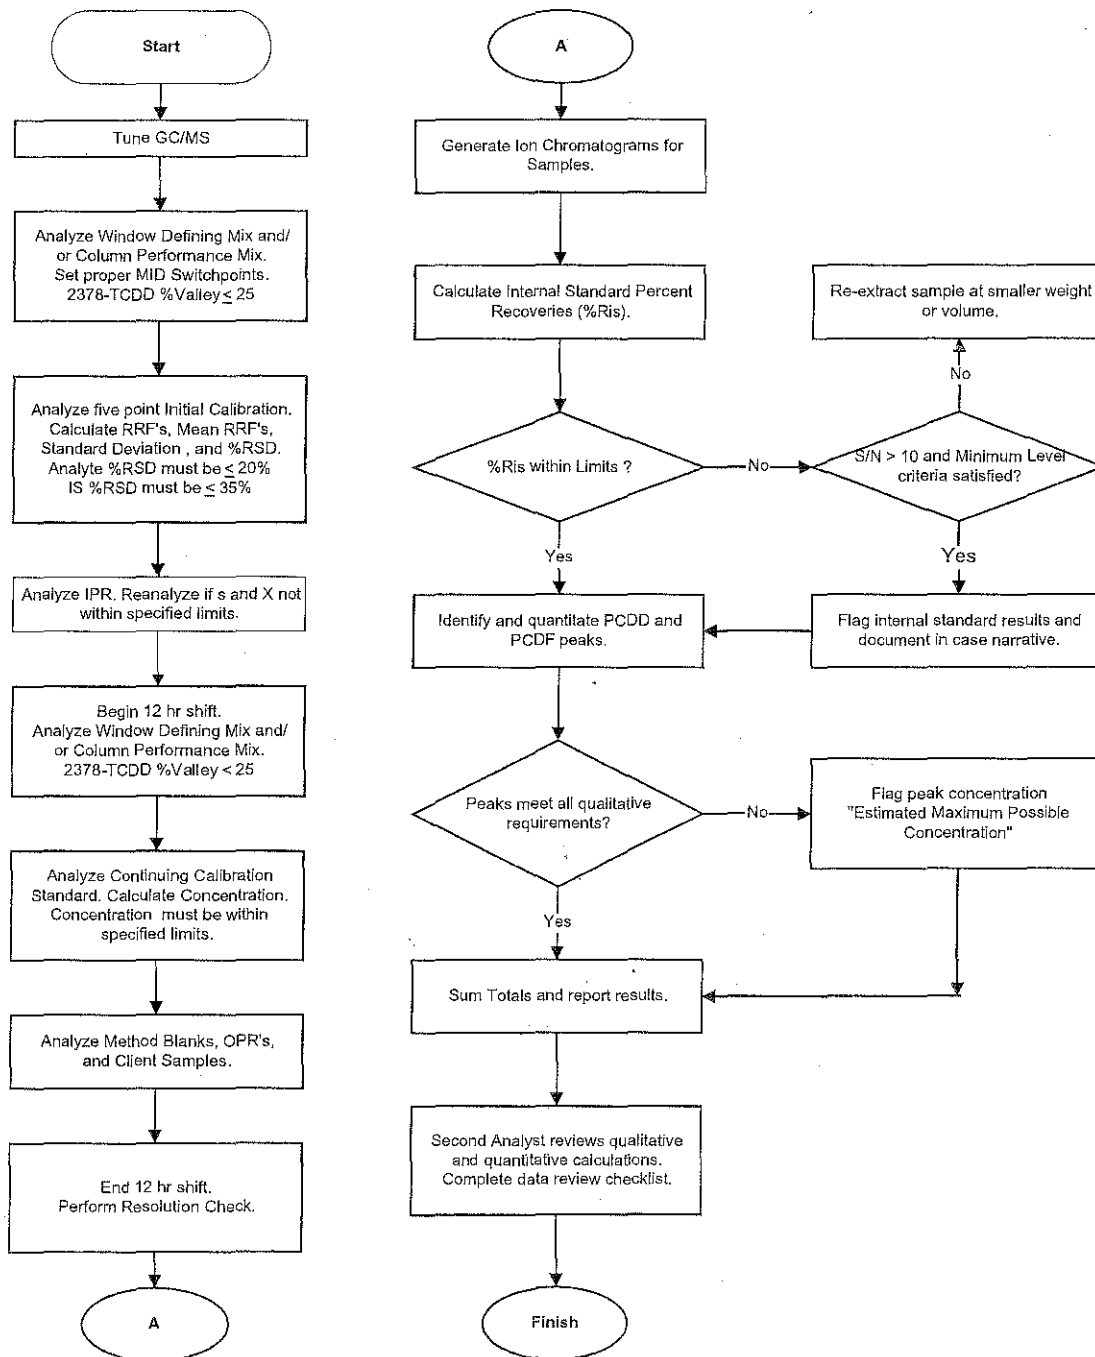 Start
Tune GC/MS
Analyze Window Defining Mix and/
or Column Performance Mix.
Set proper MID Switchpoints.
2378-TCDD %Valley ≤ 25
Analyze five point Initial Calibration.
Calculate RRF's, Mean RRF's,
Standard Deviation , and %RSD.
Analyte %RSD must be ≤ 20%
IS %RSD must be ≤ 35%
Analyze IPR. Reanalyze if s and X not
within specified limits.
Begin 12 hr shift.
Analyze Window Defining Mix and/
or Column Performance Mix.
2378-TCDD %Valley < 25
Analyze Continuing Calibration
Standard. Calculate Concentration.
Concentration must be within
specified limits.
Analyze Method Blanks, OPR's,
and Client Samples.
End 12 hr shift.
Perform Resolution Check.
A
A
Generate Ion Chromatograms for
Samples.
Calculate Internal Standard Percent
Recoveries (%Ris).
Re-extract sample at smaller weight
or volume.
No
%Ris within Limits ?
No
S/N > 10 and Minimum Level
criteria satisfied?
Yes
Yes
Identify and quantitate PCDD and
PCDF peaks.
Flag internal standard results and
document in case narrative.
Peaks meet all qualitative
requirements?
No
Flag peak concentration
"Estimated Maximum Possible
Concentration"
Yes
Sum Totals and report results.
Second Analyst reviews qualitative
and quantitative calculations.
Complete data review checklist.
Finish